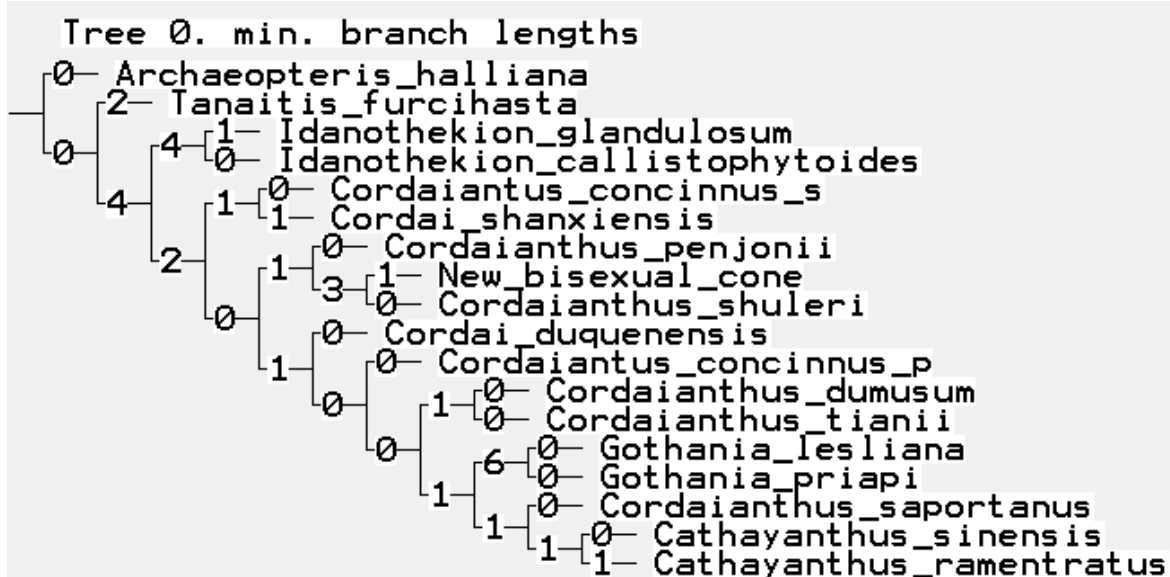 Tree 0. min. branch lengths
0 Archaeopteris_halliana
2 Tanaitis_furcihasta
1 Idanothekion_glandulosum
4
0 0 Idanothekion_callistophytoides
0 Cordaiantus_concinnus_s
4 1
1 Cordai_shanxiensis
0 Cordaianthus_penjonii
2 1
1 New_bisexual_cone
3
0 0 Cordaianthus_shuleri
0 Cordai_duquenensis
1 0 Cordaiantus_concinnus_p
0 Cordaianthus_dumusum
0 1
0 Cordaianthus_tianii
0 0 Gothania_lesliana
6
0 Gothania_priapi
1 0 Cordaianthus_saportanus
1
0 Cathayanthus_sinensis
1
1 Cathayanthus_ramentratus